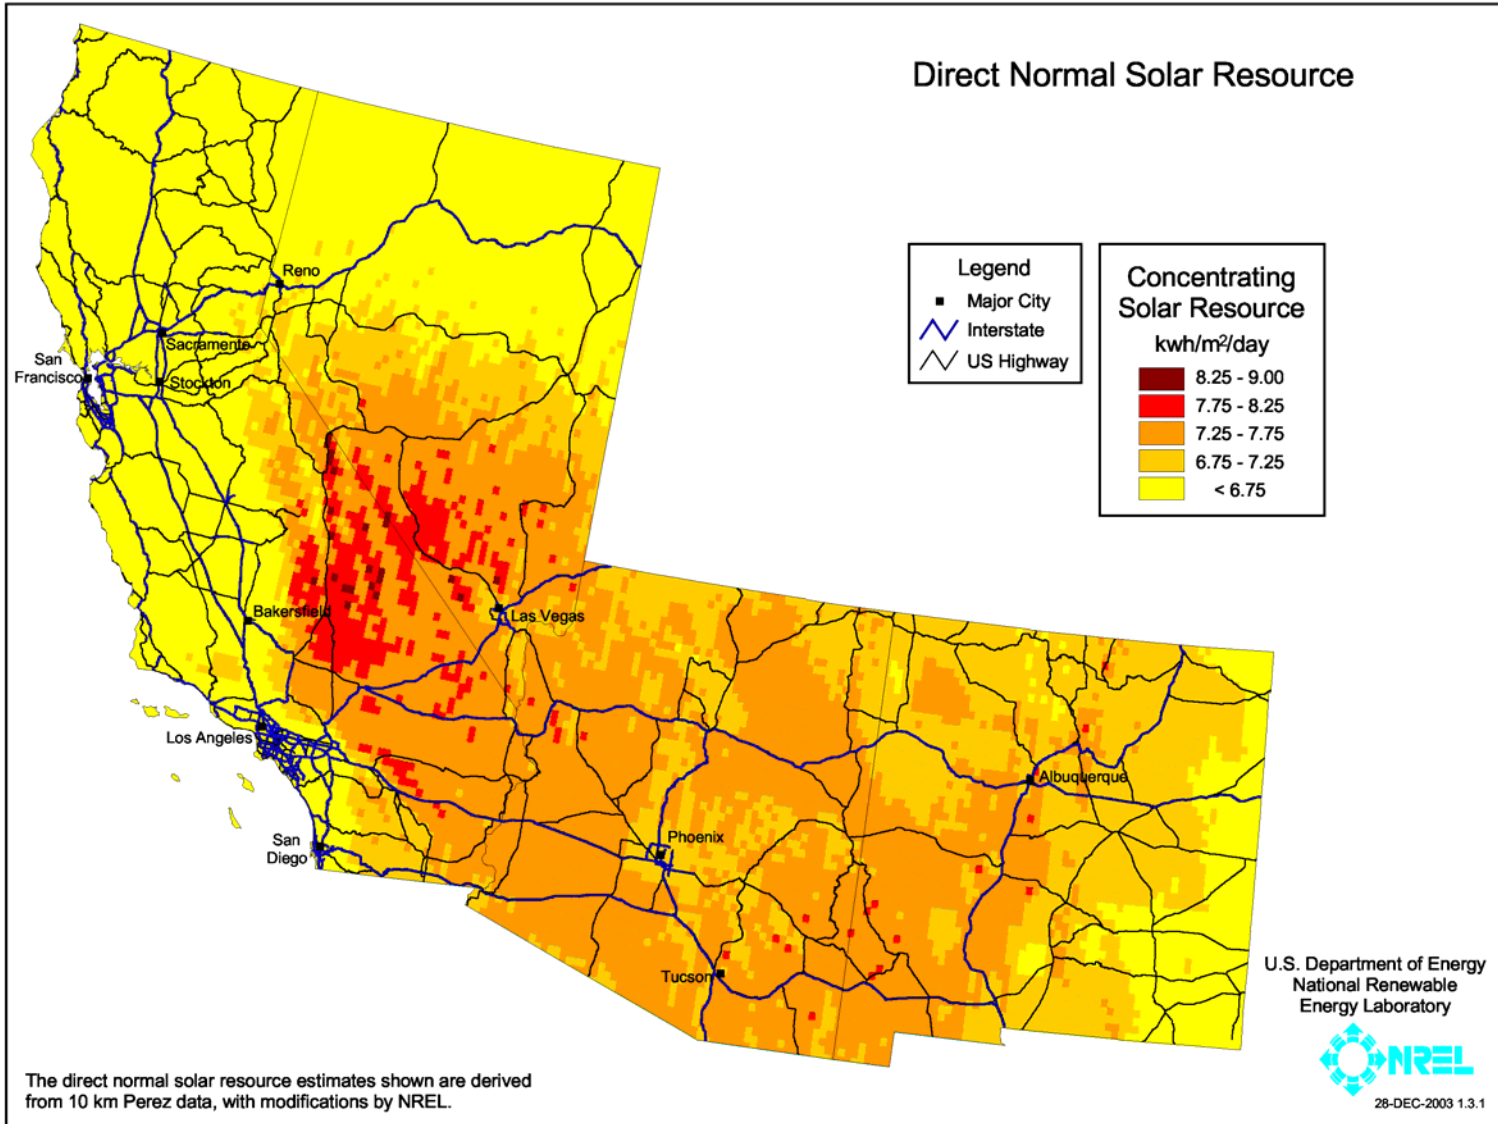 Direct Normal Solar Resource
Legend
Major City
Interstate
US Highway
Concentrating
Solar Resource
kwh/m²/day
8.25 - 9.00
7.75 - 8.25
7.25 - 7.75
6.75 - 7.25
< 6.75
Reno
Sacramento
San
Francisco
Stockton
Bakersfield
Las Vegas
Los Angeles
Albuquerque
San
Diego
Phoenix
Tucson
U.S. Department of Energy
National Renewable
Energy Laboratory
NREL
28-DEC-2003 1.3.1
The direct normal solar resource estimates shown are derived
from 10 km Perez data, with modifications by NREL.